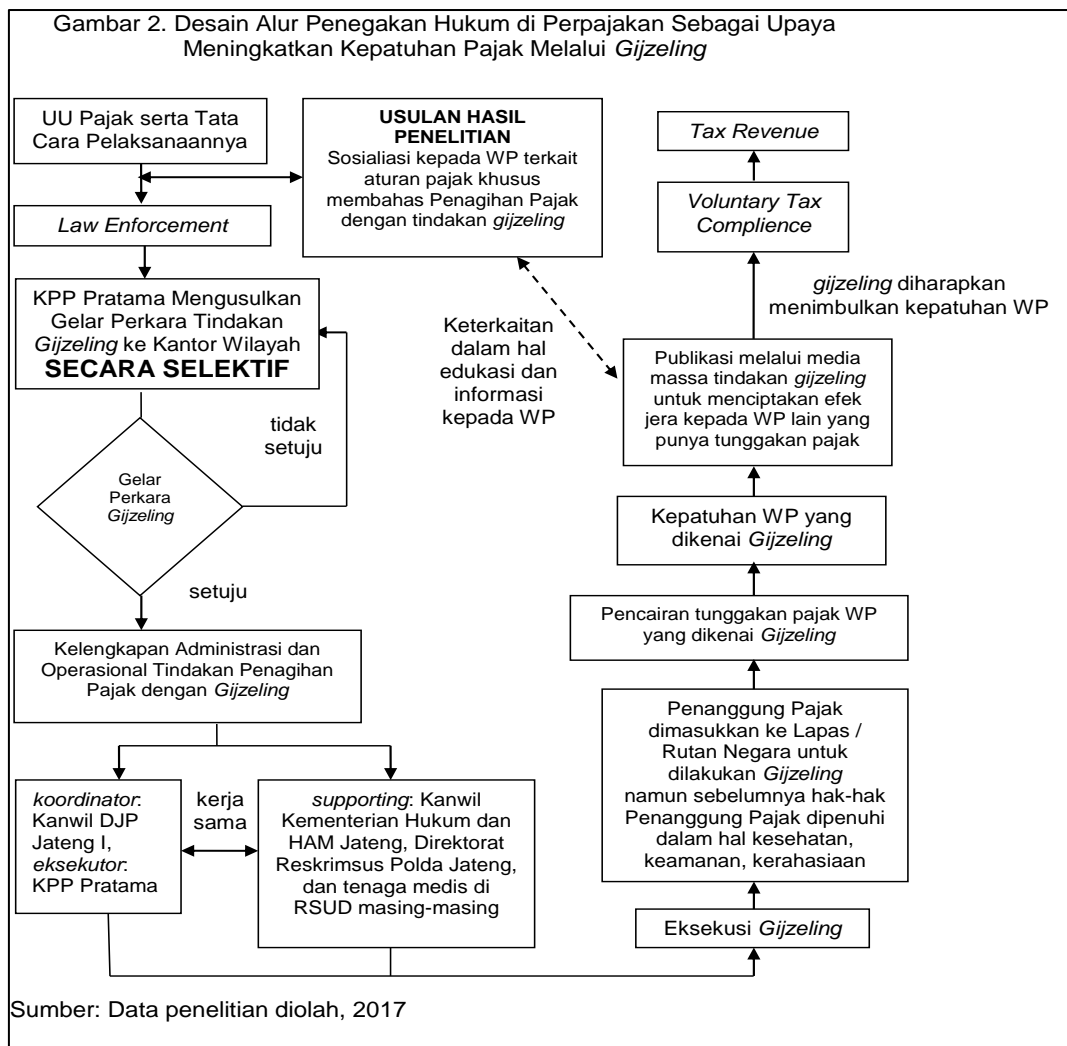 Gambar 2. Desain Alur Penegakan Hukum di Perpajakan Sebagai Upaya
Meningkatkan Kepatuhan Pajak Melalui Gijzeling
UU Pajak serta Tata
Cara Pelaksanaannya
USULAN HASIL
PENELITIAN
Sosialiasi kepada WP terkait
aturan pajak khusus
membahas Penagihan Pajak
dengan tindakan gijzeling
Law Enforcement
KPP Pratama Mengusulkan
Gelar Perkara Tindakan
Gijzeling ke Kantor Wilayah
SECARA SELEKTIF
tidak
setuju
Gelar
Perkara
Gijzeling
setuju
Kelengkapan Administrasi dan
Operasional Tindakan Penagihan
Pajak dengan Gijzeling
koordinator:
Kanwil DJP
Jateng I,
eksekutor:
KPP Pratama
kerja
sama
supporting: Kanwil
Kementerian Hukum dan
HAM Jateng, Direktorat
Reskrimsus Polda Jateng,
dan tenaga medis di
RSUD masing-masing
Keterkaitan
dalam hal
edukasi dan
informasi
kepada WP
Tax Revenue
Voluntary Tax
Complience
gijzeling diharapkan
menimbulkan kepatuhan WP
Publikasi melalui media
massa tindakan gijzeling
untuk menciptakan efek
jera kepada WP lain yang
punya tunggakan pajak
Kepatuhan WP yang
dikenai Gijzeling
Pencairan tunggakan pajak WP
yang dikenai Gijzeling
Penanggung Pajak
dimasukkan ke Lapas /
Rutan Negara untuk
dilakukan Gijzeling
namun sebelumnya hak-hak
Penanggung Pajak dipenuhi
dalam hal kesehatan,
keamanan, kerahasiaan
Eksekusi Gijzeling
Sumber: Data penelitian diolah, 2017